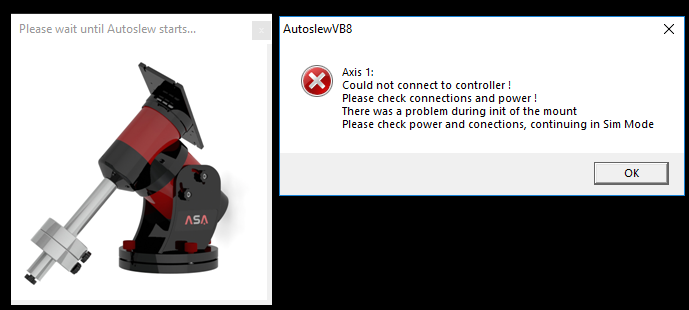 Please wait until Autoslew starts...
x
ASA
AutoslewVB8
Axis 1:
Could not connect to controller !
Please check connections and power !
There was a problem during init of the mount
Please check power and conections, continuing in Sim Mode
OK